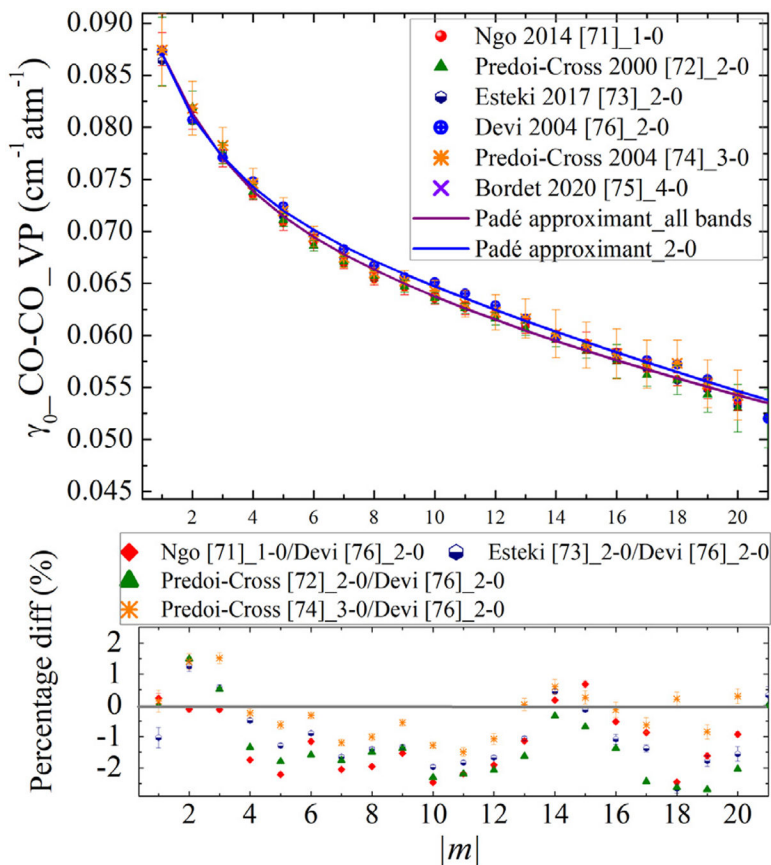 0.090
0.085
0.080
0.075
0.070
0.065
0.060
0.055
0.050
0.045
γ₀_CO-CO_VP (cm⁻¹atm⁻¹)
Ngo 2014 [71]_1-0
Predoi-Cross 2000 [72]_2-0
Esteki 2017 [73]_2-0
Devi 2004 [76]_2-0
Predoi-Cross 2004 [74]_3-0
Bordet 2020 [75]_4-0
Padé approximant_all bands
Padé approximant_2-0
2 4 6 8 10 12 14 16 18 20
Ngo [71]_1-0/Devi [76]_2-0 Esteki [73]_2-0/Devi [76]_2-0
Predoi-Cross [72]_2-0/Devi [76]_2-0
Predoi-Cross [74]_3-0/Devi [76]_2-0
Percentage diff (%)
2
1
0
-1
-2
2 4 6 8 10 12 14 16 18 20
|m|